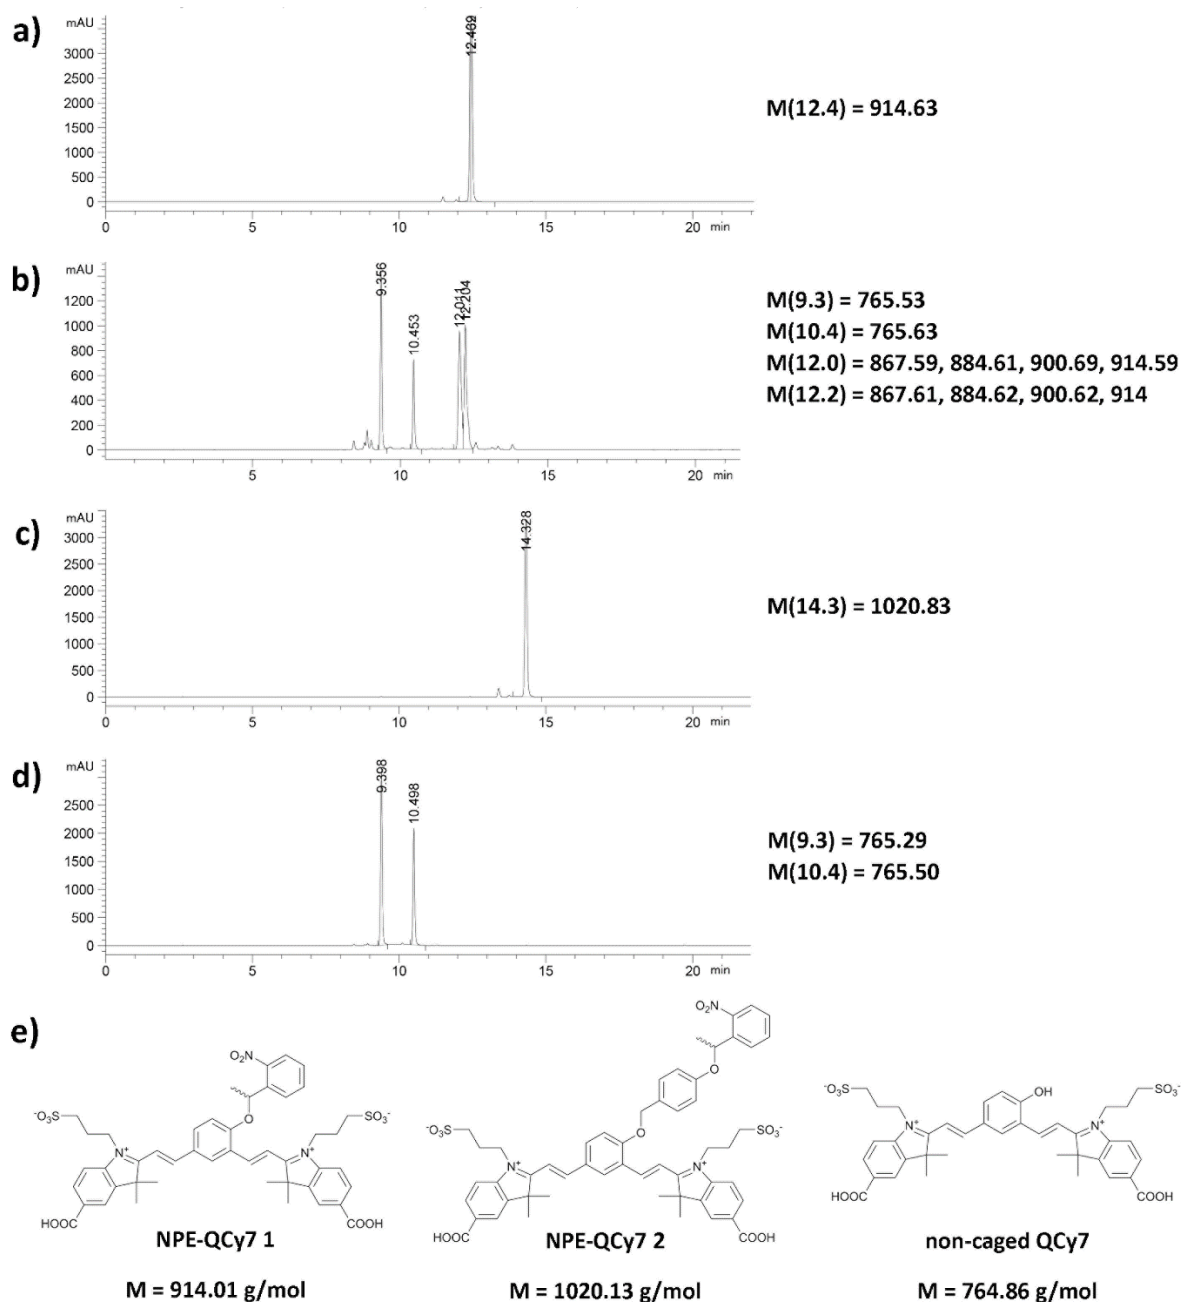 a)
mAU
3000
2500
2000
1500
1000
500
0
12.469
0 5 10 15 20 min
M(12.4) = 914.63
b)
mAU
1200
1000
800
600
400
200
0
9.356
10.453
12.011
12.204
0 5 10 15 20 min
M(9.3) = 765.53
M(10.4) = 765.63
M(12.0) = 867.59, 884.61, 900.69, 914.59
M(12.2) = 867.61, 884.62, 900.62, 914
c)
mAU
3000
2500
2000
1500
1000
500
0
14.328
0 5 10 15 20 min
M(14.3) = 1020.83
d)
mAU
2500
2000
1500
1000
500
0
9.398
10.498
0 5 10 15 20 min
M(9.3) = 765.29
M(10.4) = 765.50
e)
O₂N
O
⁻O₃S
SO₃⁻
N⁺
N⁺
HOOC
COOH
NPE-QCy7 1
M = 914.01 g/mol
O₂N
O
O
⁻O₃S
SO₃⁻
N⁺
N⁺
HOOC
COOH
NPE-QCy7 2
M = 1020.13 g/mol
OH
⁻O₃S
SO₃⁻
N⁺
N⁺
HOOC
COOH
non-caged QCy7
M = 764.86 g/mol